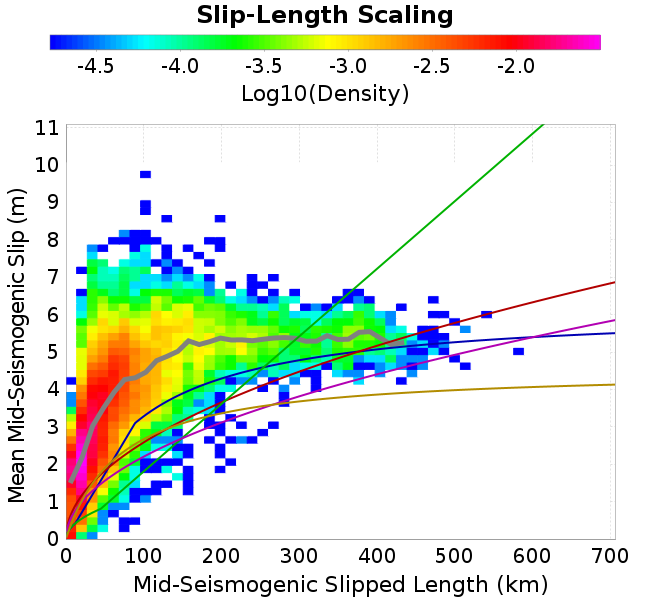 Slip-Length Scaling
-4.5 -4.0 -3.5 -3.0 -2.5 -2.0
Log10(Density)
11
10
9
8
7
6
5
4
3
2
1
0
Mean Mid-Seismogenic Slip (m)
0 100 200 300 400 500 600 700
Mid-Seismogenic Slipped Length (km)